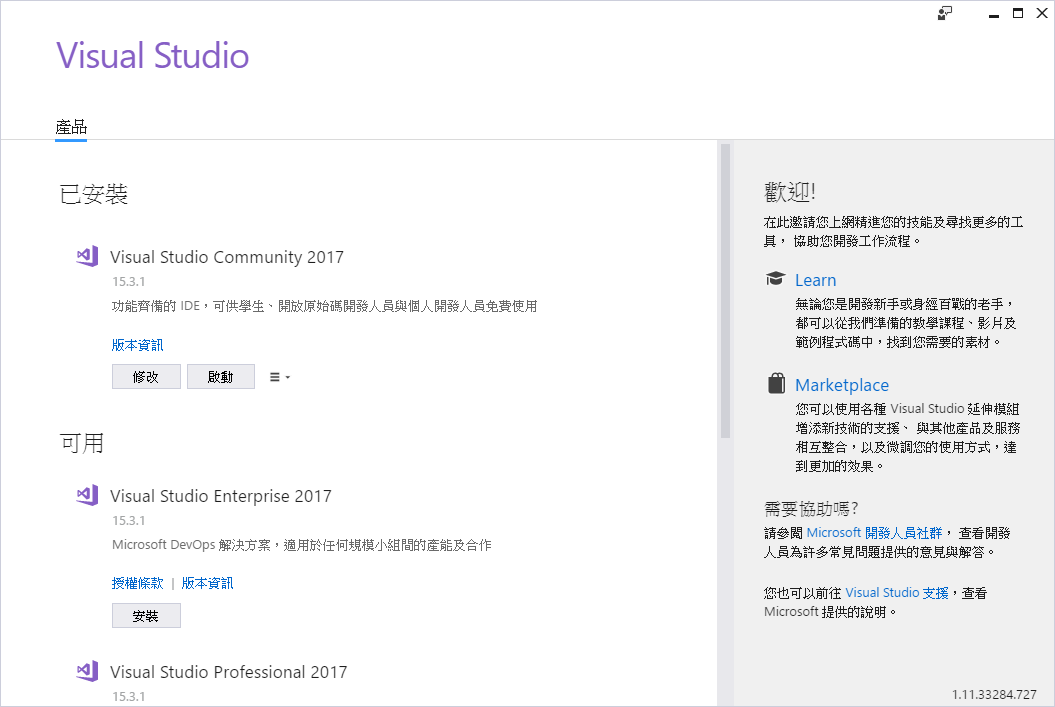 Visual Studio
產品
已安裝
Visual Studio Community 2017
15.3.1
功能齊備的 IDE，可供學生、開放原始碼開發人員與個人開發人員免費使用
版本資訊
修改 啟動
可用
Visual Studio Enterprise 2017
15.3.1
Microsoft DevOps 解決方案，適用於任何規模小組間的產能及合作
授權條款 | 版本資訊
安裝
Visual Studio Professional 2017
15.3.1
歡迎!
在此邀請您上網精進您的技能及尋找更多的工
具， 協助您開發工作流程。
Learn
無論您是開發新手或身經百戰的老手，
都可以從我們準備的教學課程、影片及
範例程式碼中，找到您需要的素材。
Marketplace
您可以使用各種 Visual Studio 延伸模組
增添新技術的支援、 與其他產品及服務
相互整合，以及微調您的使用方式，達
到更加的效果。
需要協助嗎?
請參閱 Microsoft 開發人員社群， 查看開發
人員為許多常見問題提供的意見與解答。
您也可以前往 Visual Studio 支援，查看
Microsoft 提供的說明。
1.11.33284.727